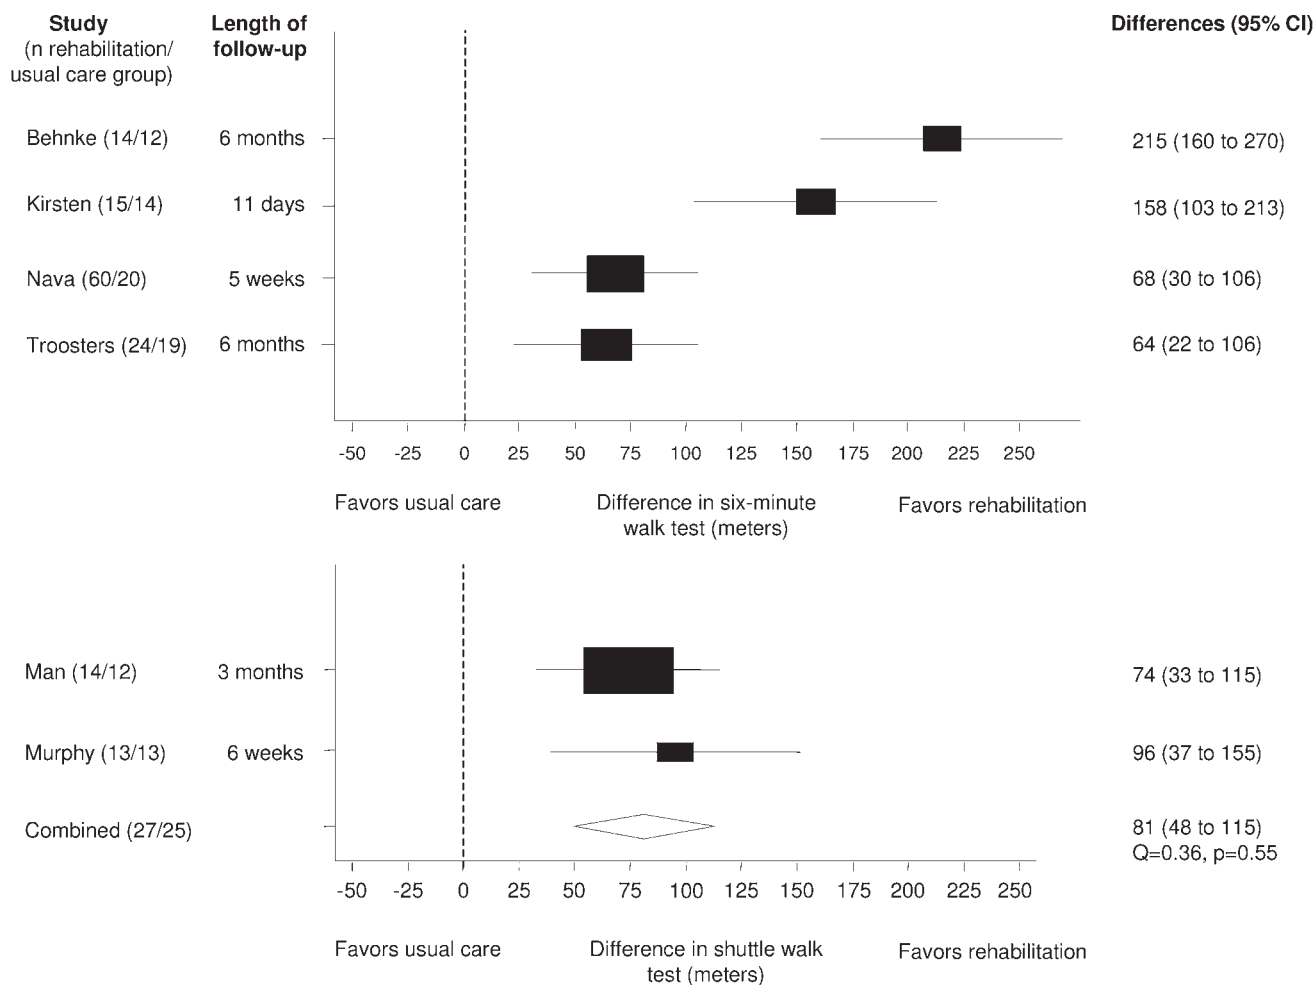 Study Length of Differences (95% CI)
(n rehabilitation/ follow-up
usual care group)
Behnke (14/12) 6 months 215 (160 to 270)
Kirsten (15/14) 11 days 158 (103 to 213)
Nava (60/20) 5 weeks 68 (30 to 106)
Troosters (24/19) 6 months 64 (22 to 106)
-50 -25 0 25 50 75 100 125 150 175 200 225 250
Favors usual care Difference in six-minute Favors rehabilitation
walk test (meters)
Man (14/12) 3 months 74 (33 to 115)
Murphy (13/13) 6 weeks 96 (37 to 155)
Combined (27/25) 81 (48 to 115)
Q=0.36, p=0.55
-50 -25 0 25 50 75 100 125 150 175 200 225 250
Favors usual care Difference in shuttle walk Favors rehabilitation
test (meters)